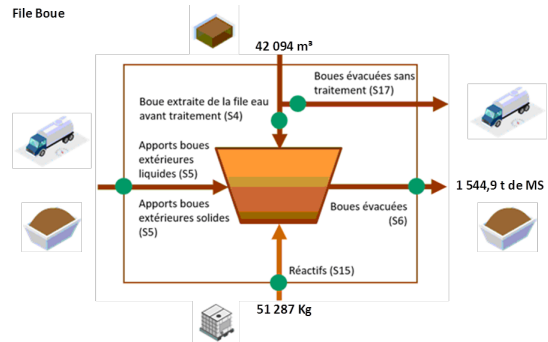 File Boue
42 094 m³
Boues évacuées sans
traitement (S17)
Boue extraite de la file eau
avant traitement (S4)
Apports boues
extérieures
liquides (S5)
Apports boues
extérieures solides
(S5)
1 544,9 t de MS
Boues évacuées
(S6)
Réactifs (S15)
51 287 Kg